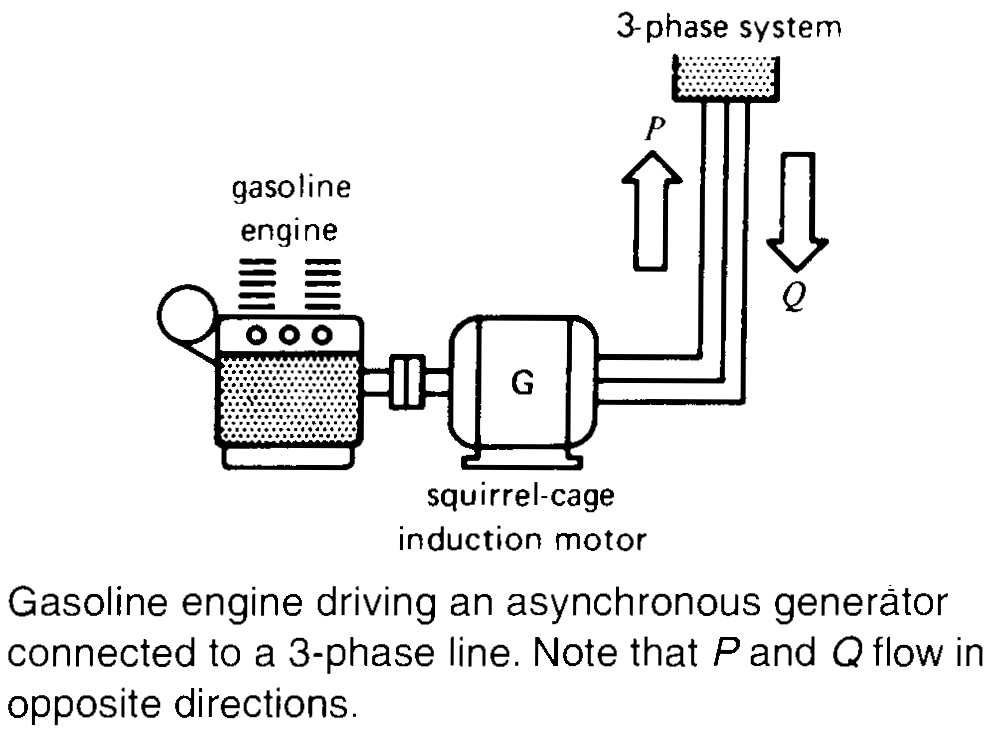 3-phase system
P
gasoline
engine
Q
G
squirrel-cage
induction motor
Gasoline engine driving an asynchronous generator
connected to a 3-phase line. Note that P and Q flow in
opposite directions.